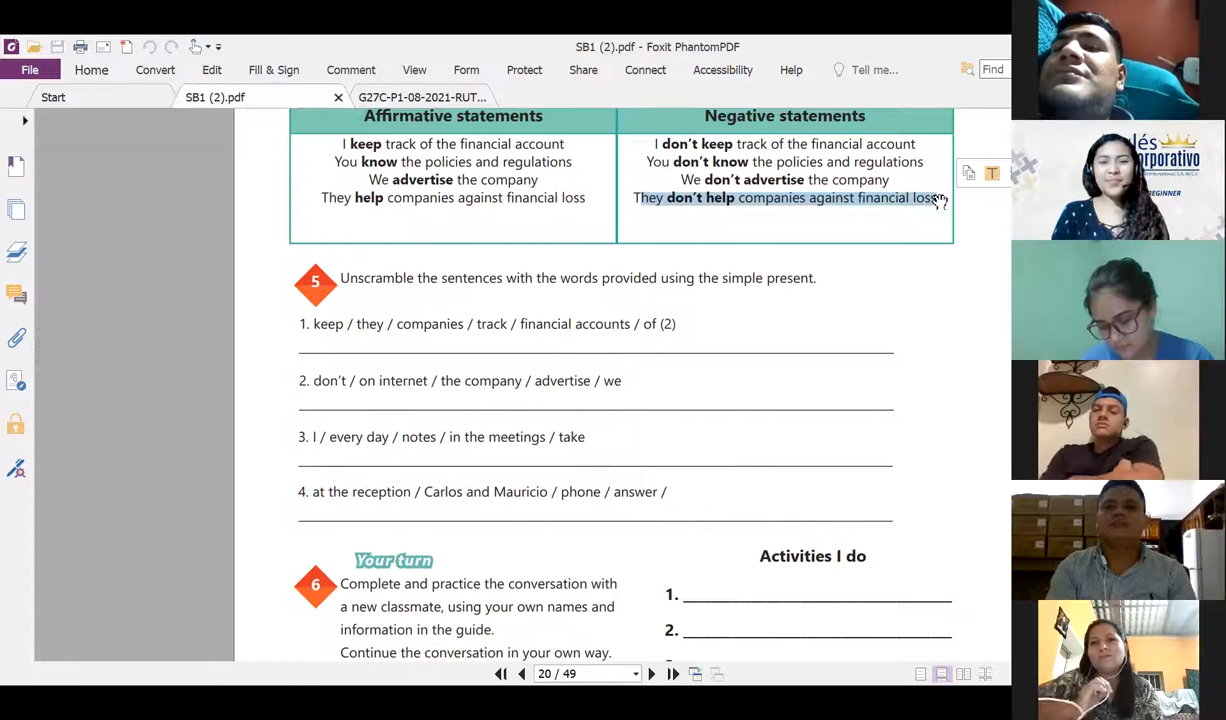 SB1 (2).pdf - Foxit PhantomPDF
File Home Convert Edit Fill & Sign Comment View Form Protect Share Connect Accessibility Help Tell me... Find
Start SB1 (2).pdf G27C-P1-08-2021-RUT...
Affirmative statements
I keep track of the financial account
You know the policies and regulations
We advertise the company
They help companies against financial loss
Negative statements
I don't keep track of the financial account
You don't know the policies and regulations
We don't advertise the company
They don't help companies against financial loss
5 Unscramble the sentences with the words provided using the simple present.
1. keep / they / companies / track / financial accounts / of (2)
2. don't / on internet / the company / advertise / we
3. I / every day / notes / in the meetings / take
4. at the reception / Carlos and Mauricio / phone / answer /
Your turn
6 Complete and practice the conversation with
a new classmate, using your own names and
information in the guide.
Continue the conversation in your own way.
Activities I do
1.
2.
20 / 49